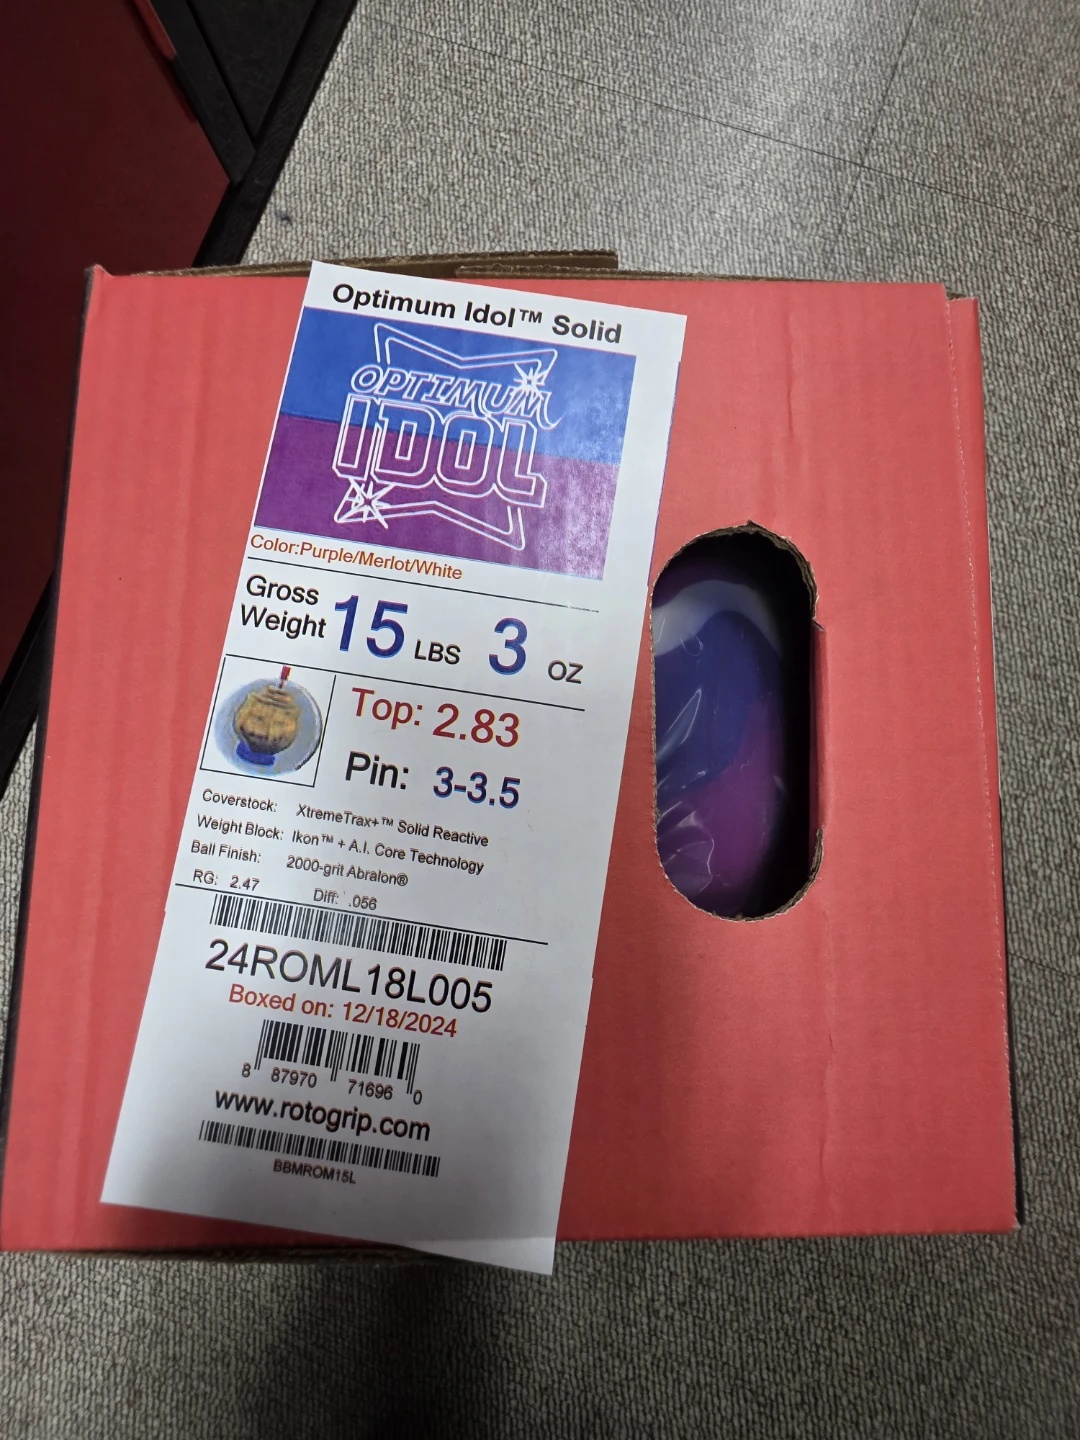 Optimum Idol™ Solid
OPTIMUM
IDOL
Color:Purple/Merlot/White
Gross Weight 15 LBS 3 OZ
Top: 2.83
Pin: 3-3.5
Coverstock: XtremeTrax+™ Solid Reactive
Weight Block: Ikon™ + A.I. Core Technology
Ball Finish: 2000-grit Abralon®
RG: 2.47 Diff: .056
24ROML18L005
Boxed on: 12/18/2024
8 87970 71696 0
www.rotogrip.com
BBMROM15L